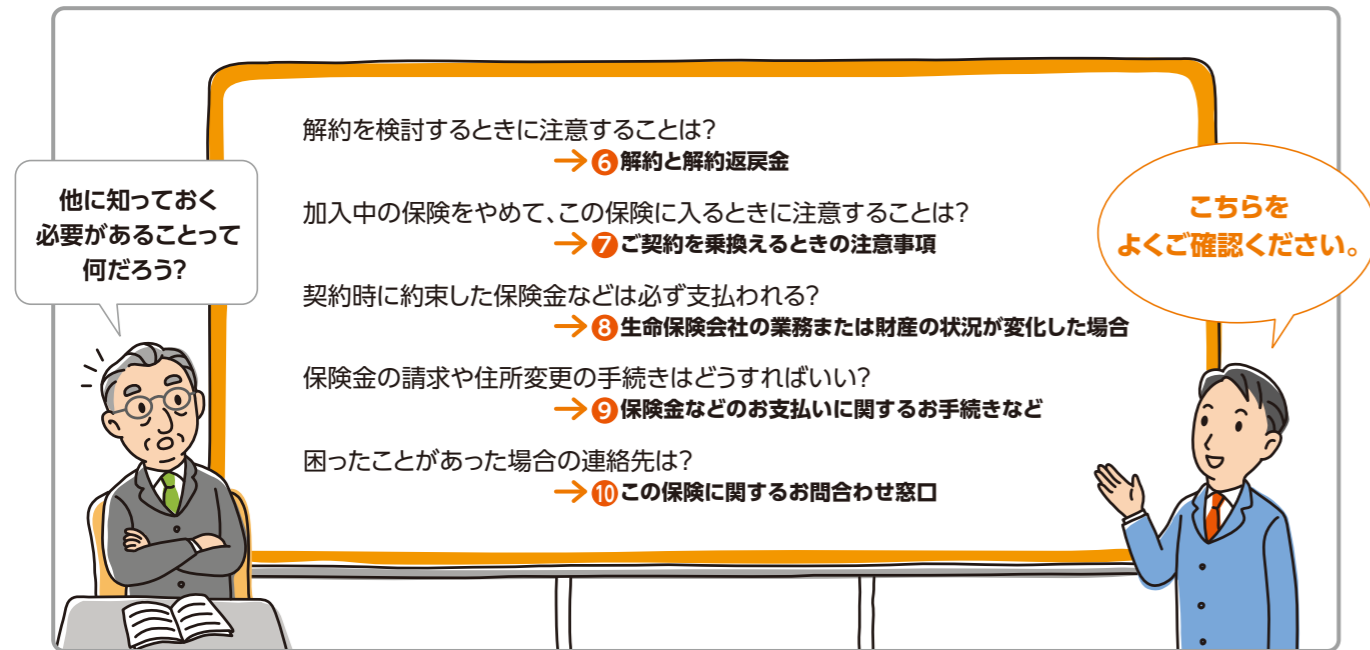 他に知っておく
必要があることって
何だろう?
解約を検討するときに注意することは?
→❻解約と解約返戻金
加入中の保険をやめて、この保険に入るときに注意することは?
→❼ご契約を乗換えるときの注意事項
契約時に約束した保険金などは必ず支払われる?
→❽生命保険会社の業務または財産の状況が変化した場合
保険金の請求や住所変更の手続きはどうすればいい?
→❾保険金などのお支払いに関するお手続きなど
困ったことがあった場合の連絡先は?
→❿この保険に関するお問合わせ窓口
こちらを
よくご確認ください。